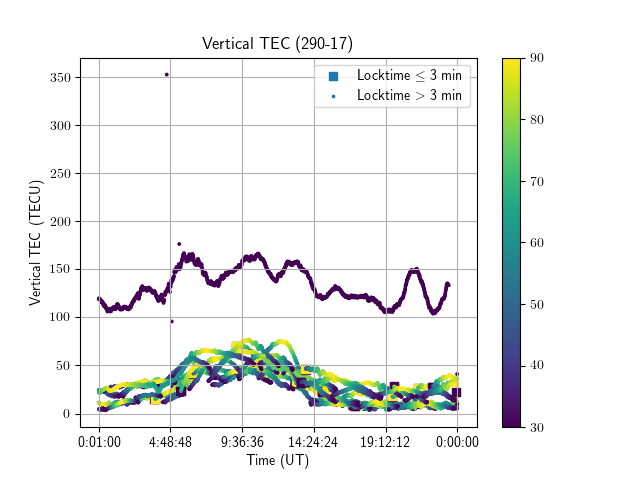 Vertical TEC (290-17)
Locktime ≤ 3 min
Locktime > 3 min
Vertical TEC (TECU)
350
300
250
200
150
100
50
0
0:01:00 4:48:48 9:36:36 14:24:24 19:12:12 0:00:00
Time (UT)
90
80
70
60
50
40
30